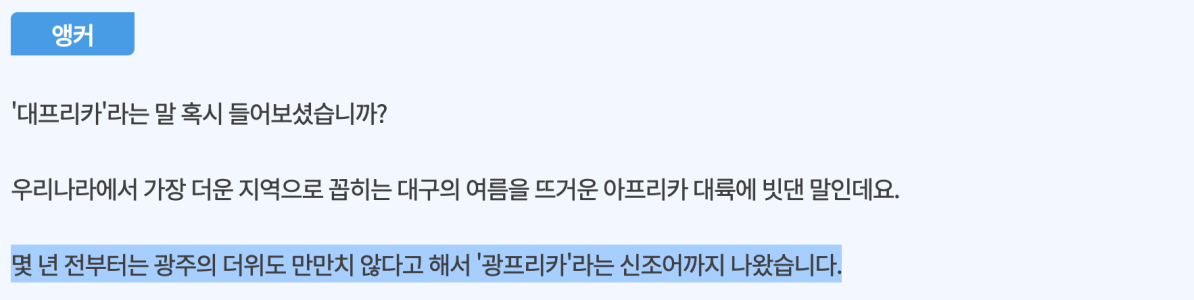 앵커
'대프리카'라는 말 혹시 들어보셨습니까?
우리나라에서 가장 더운 지역으로 꼽히는 대구의 여름을 뜨거운 아프리카 대륙에 빗댄 말인데요.
몇 년 전부터는 광주의 더위도 만만치 않다고 해서 '광프리카'라는 신조어까지 나왔습니다.